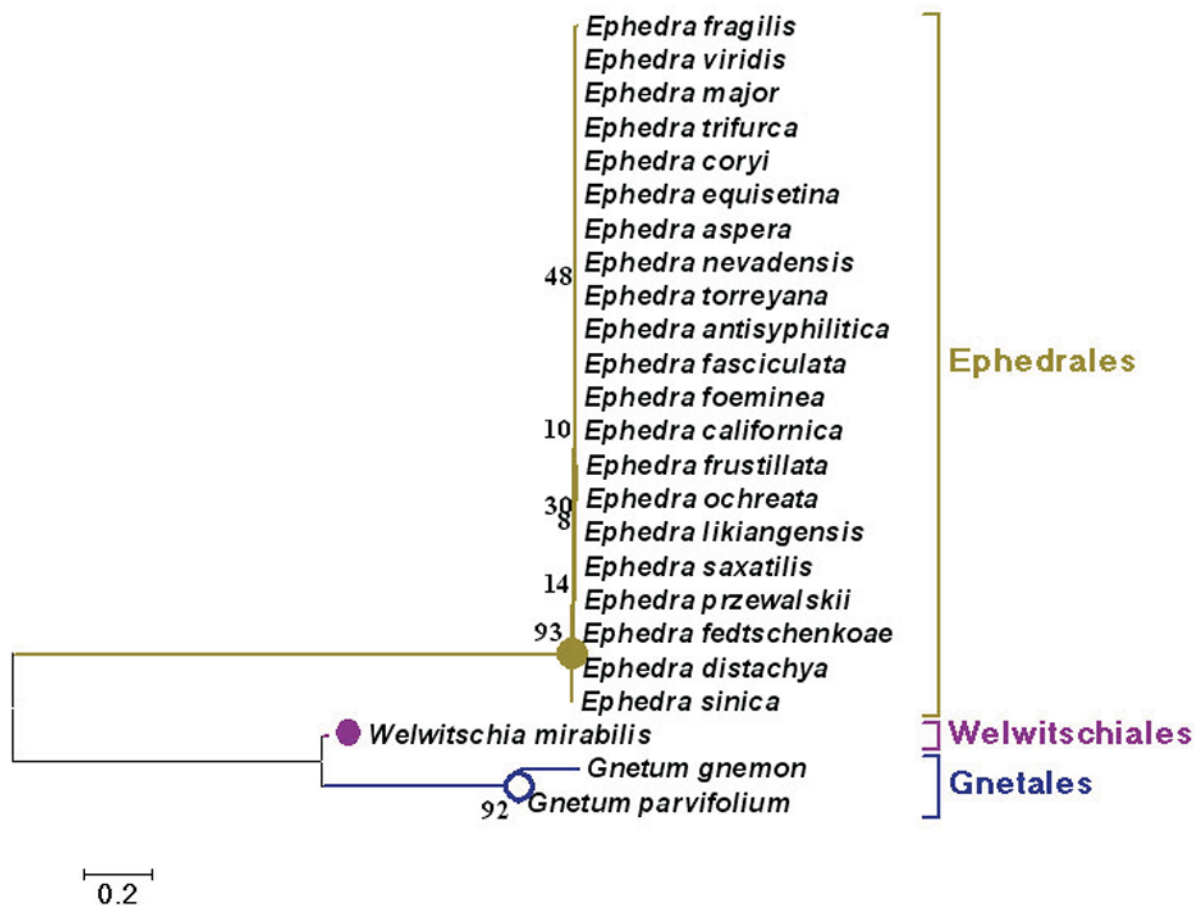 Ephedra fragilis
Ephedra viridis
Ephedra major
Ephedra trifurca
Ephedra coryi
Ephedra equisetina
Ephedra aspera
Ephedra nevadensis
48
Ephedra torreyana
Ephedra antisyphilitica
Ephedra fasciculata
Ephedrales
Ephedra foeminea
10
Ephedra californica
Ephedra frustillata
Ephedra ochreata
30
8
Ephedra likiangensis
Ephedra saxatilis
14
Ephedra przewalskii
93
Ephedra fedtschenkoae
Ephedra distachya
Ephedra sinica
Welwitschia mirabilis
Welwitschiales
Gnetum gnemon
Gnetales
Gnetum parvifolium
92
0.2